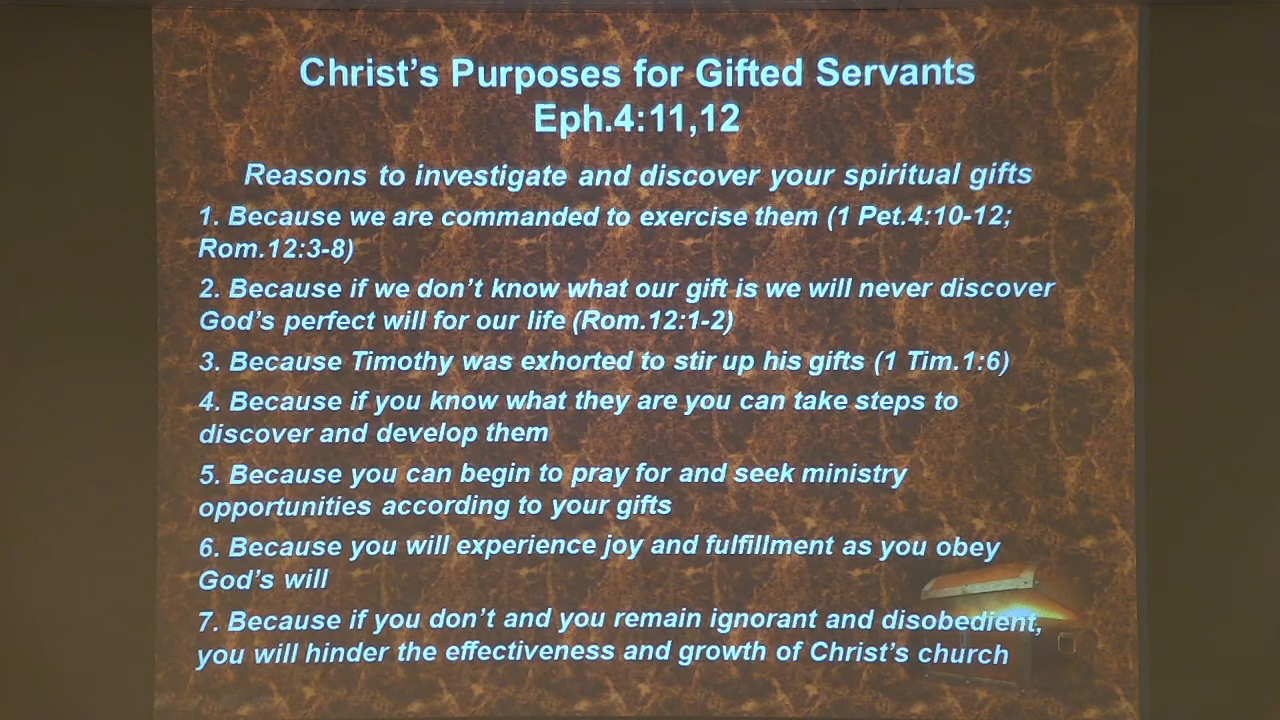 Christ's Purposes for Gifted Servants
Eph.4:11,12
Reasons to investigate and discover your spiritual gifts
1. Because we are commanded to exercise them (1 Pet.4:10-12;
Rom.12:3-8)
2. Because if we don't know what our gift is we will never discover
God's perfect will for our life (Rom.12:1-2)
3. Because Timothy was exhorted to stir up his gifts (1 Tim.1:6)
4. Because if you know what they are you can take steps to
discover and develop them
5. Because you can begin to pray for and seek ministry
opportunities according to your gifts
6. Because you will experience joy and fulfillment as you obey
God's will
7. Because if you don't and you remain ignorant and disobedient,
you will hinder the effectiveness and growth of Christ's church